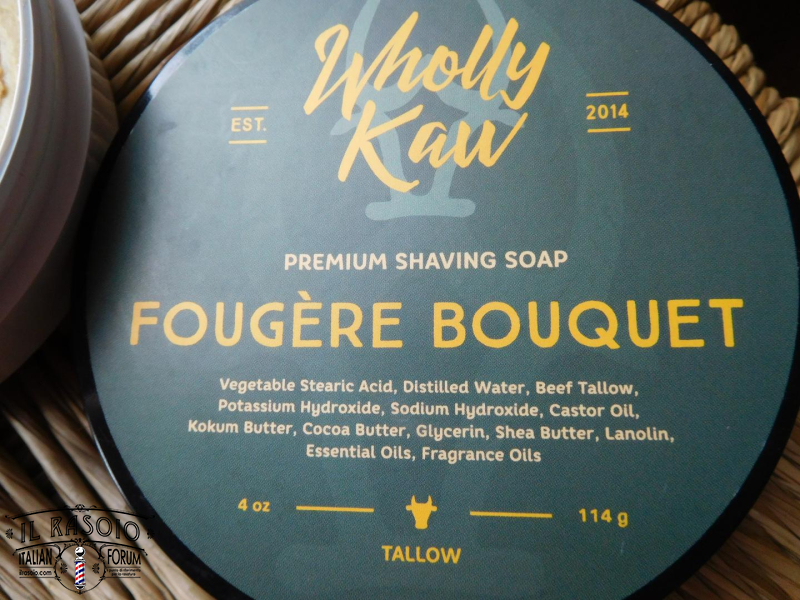 Wholly
Kaw
EST.
2014
PREMIUM SHAVING SOAP
FOUGÈRE BOUQUET
Vegetable Stearic Acid, Distilled Water, Beef Tallow,
Potassium Hydroxide, Sodium Hydroxide, Castor Oil,
Kokum Butter, Cocoa Butter, Glycerin, Shea Butter, Lanolin,
Essential Oils, Fragrance Oils
4 oz
114 g
TALLOW
IL RASOIO
ITALIAN FORUM
ilrasoio.com